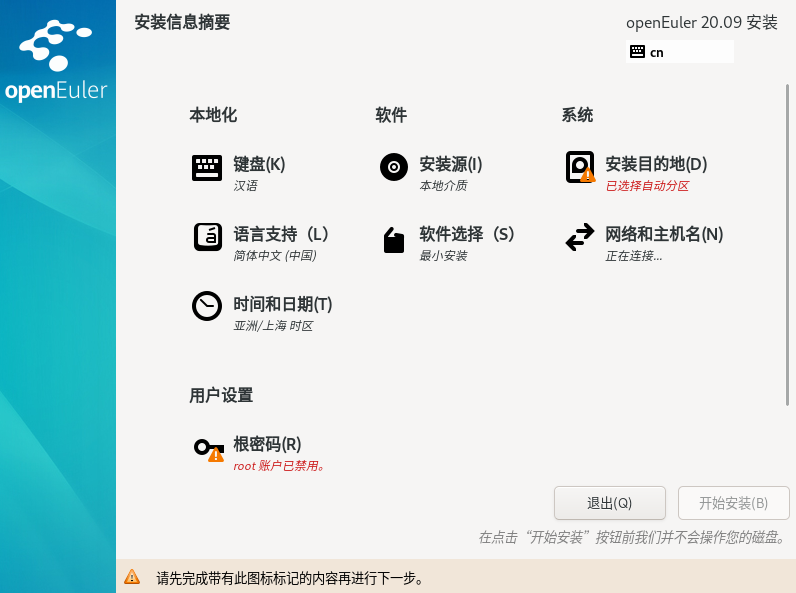 openEuler
安装信息摘要
openEuler 20.09 安装
cn
本地化
软件
系统
键盘(K)
汉语
安装源(I)
本地介质
安装目的地(D)
已选择自动分区
语言支持（L）
简体中文 (中国)
软件选择（S）
最小安装
网络和主机名(N)
正在连接...
时间和日期(T)
亚洲/上海 时区
用户设置
根密码(R)
root 账户已禁用。
退出(Q)
开始安装(B)
在点击“开始安装”按钮前我们并不会操作您的磁盘。
请先完成带有此图标标记的内容再进行下一步。